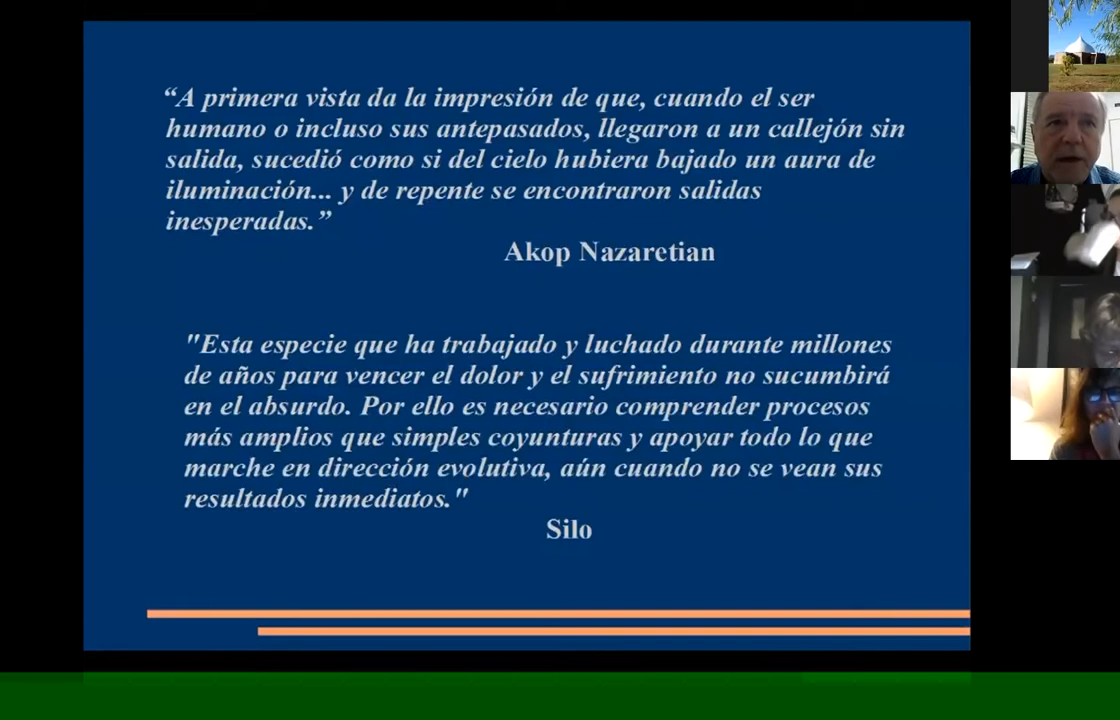 “A primera vista da la impresión de que, cuando el ser
humano o incluso sus antepasados, llegaron a un callejón sin
salida, sucedió como si del cielo hubiera bajado un aura de
iluminación... y de repente se encontraron salidas
inesperadas.”
Akop Nazaretian
"Esta especie que ha trabajado y luchado durante millones
de años para vencer el dolor y el sufrimiento no sucumbirá
en el absurdo. Por ello es necesario comprender procesos
más amplios que simples coyunturas y apoyar todo lo que
marche en dirección evolutiva, aún cuando no se vean sus
resultados inmediatos."
Silo